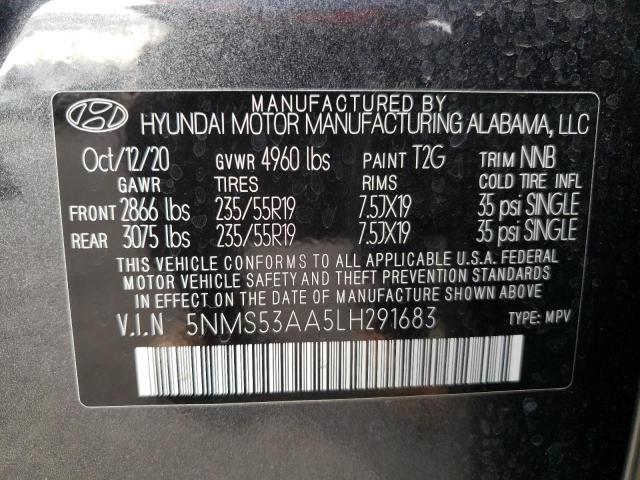 MANUFACTURED BY
HYUNDAI MOTOR MANUFACTURING ALABAMA, LLC
Oct/12/20 GVWR 4960 lbs PAINT T2G TRIM NNB
GAWR TIRES RIMS COLD TIRE INFL
FRONT 2866 lbs 235/55R19 7.5JX19 35 psi SINGLE
REAR 3075 lbs 235/55R19 7.5JX19 35 psi SINGLE
THIS VEHICLE CONFORMS TO ALL APPLICABLE U.S.A. FEDERAL
MOTOR VEHICLE SAFETY AND THEFT PREVENTION STANDARDS
IN EFFECT ON THE DATE OF MANUFACTURE SHOWN ABOVE.
V.I.N 5NMS53AA5LH291683 TYPE: MPV